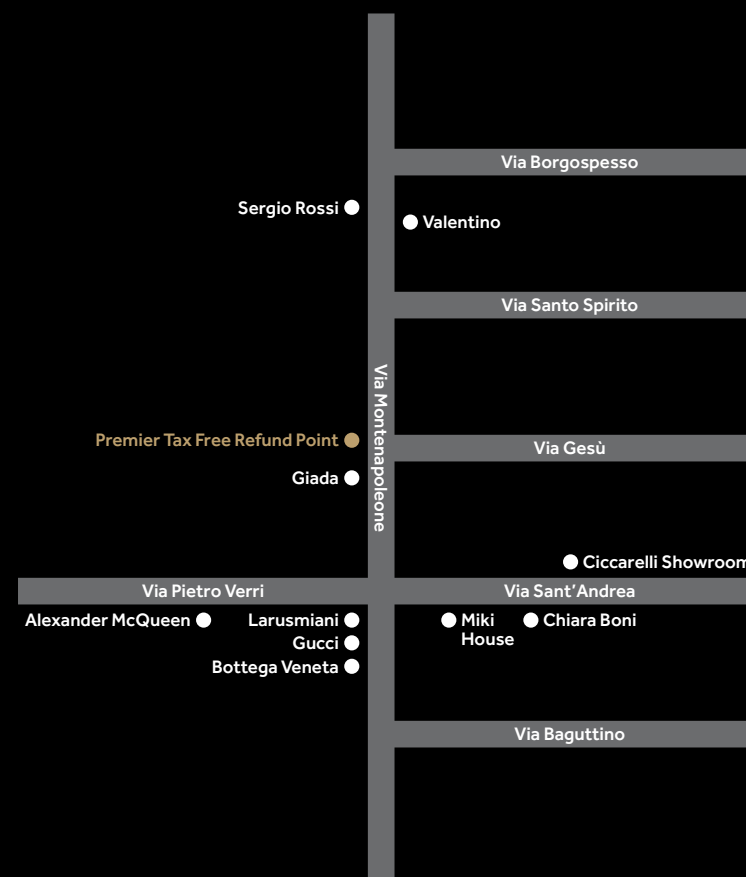 Via Borgospesso
Sergio Rossi
Valentino
Via Santo Spirito
Via Montenapoleone
Premier Tax Free Refund Point
Via Gesù
Giada
Ciccarelli Showroom
Via Pietro Verri
Via Sant’Andrea
Alexander McQueen
Larusmiani
Miki
House
Chiara Boni
Gucci
Bottega Veneta
Via Baguttino